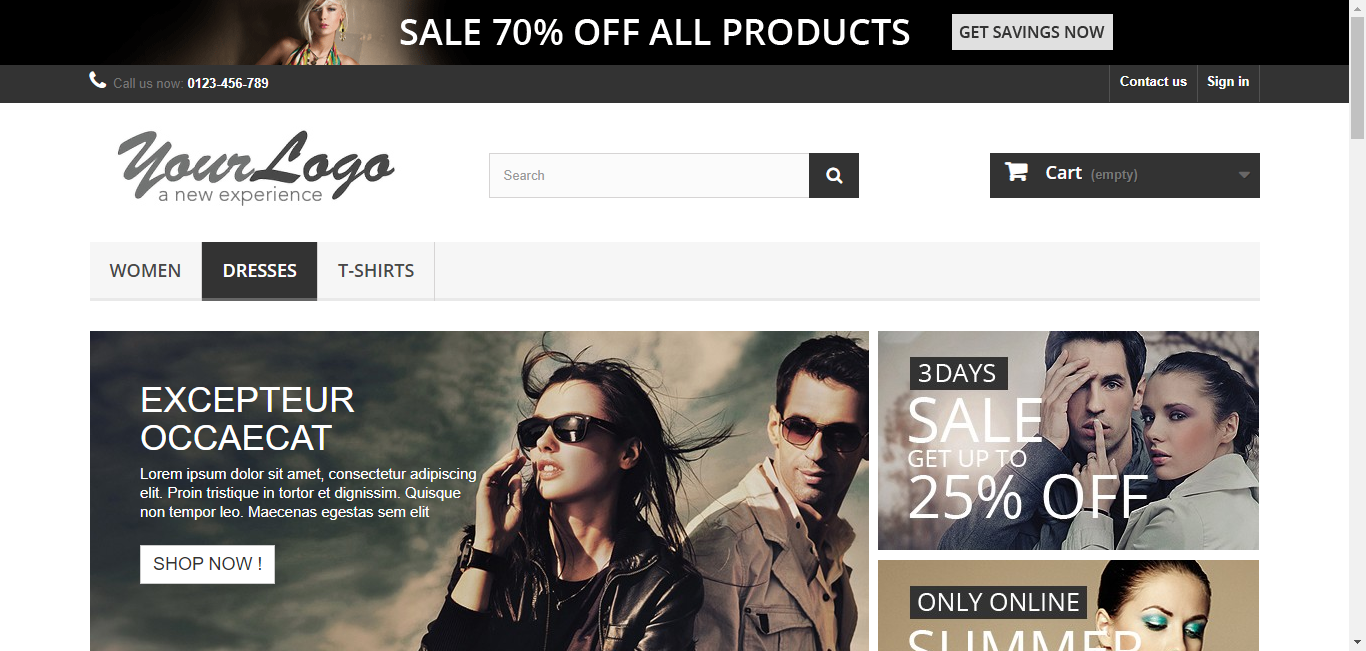 SALE 70% OFF ALL PRODUCTS
GET SAVINGS NOW
Call us now: 0123-456-789
Contact us
Sign in
YourLogo
a new experience
Search
Cart (empty)
WOMEN
DRESSES
T-SHIRTS
EXCEPTEUR
OCCAECAT
Lorem ipsum dolor sit amet, consectetur adipiscing
elit. Proin tristique in tortor et dignissim. Quisque
non tempor leo. Maecenas egestas sem elit
SHOP NOW !
3 DAYS
SALE
GET UP TO
25% OFF
ONLY ONLINE
SUMMER